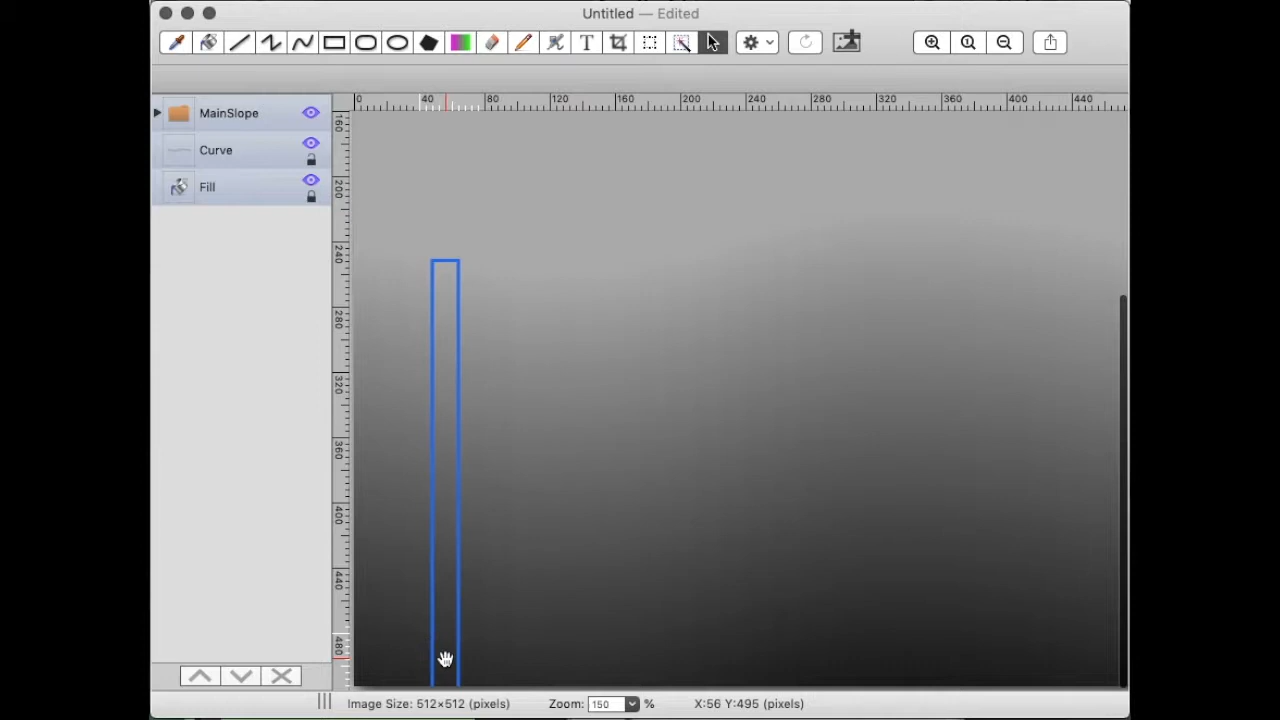 Untitled — Edited
T
0 40 80 120 160 200 240 280 320 360 400 440
MainSlope
Curve
Fill
160
200
240
280
320
360
400
440
480
Image Size: 512×512 (pixels) Zoom: 150 % X:56 Y:495 (pixels)